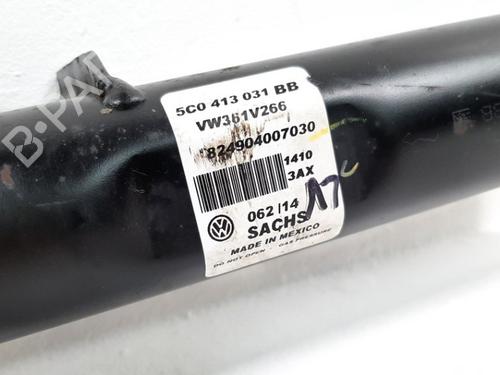 5C0 413 031 BB
VW361V266
824904007030
1410
3AX
062 14
SACHS
MADE IN MEXICO
DO NOT OPEN - GAS PRESSURE
B-PART